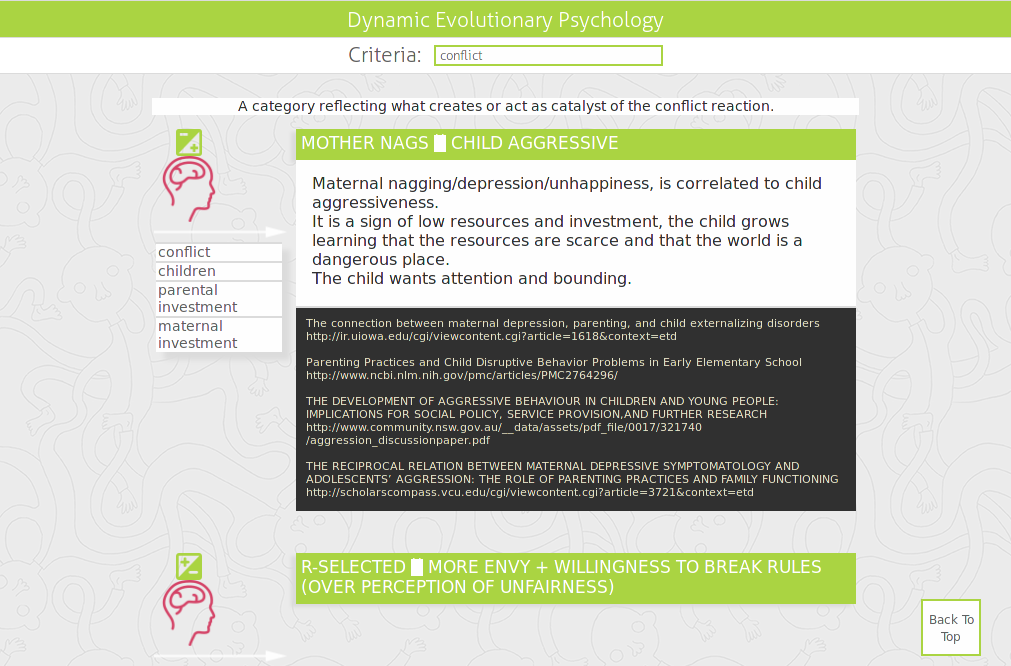 Dynamic Evolutionary Psychology
Criteria: conflict
A category reflecting what creates or act as catalyst of the conflict reaction.
MOTHER NAGS CHILD AGGRESSIVE
Maternal nagging/depression/unhappiness, is correlated to child
aggressiveness.
It is a sign of low resources and investment, the child grows
learning that the resources are scarce and that the world is a
dangerous place.
The child wants attention and bounding.
conflict
children
parental
investment
maternal
investment
The connection between maternal depression, parenting, and child externalizing disorders
http://ir.uiowa.edu/cgi/viewcontent.cgi?article=1618&context=etd
Parenting Practices and Child Disruptive Behavior Problems in Early Elementary School
http://www.ncbi.nlm.nih.gov/pmc/articles/PMC2764296/
THE DEVELOPMENT OF AGGRESSIVE BEHAVIOUR IN CHILDREN AND YOUNG PEOPLE:
IMPLICATIONS FOR SOCIAL POLICY, SERVICE PROVISION,AND FURTHER RESEARCH
http://www.community.nsw.gov.au/__data/assets/pdf_file/0017/321740
/aggression_discussionpaper.pdf
THE RECIPROCAL RELATION BETWEEN MATERNAL DEPRESSIVE SYMPTOMATOLOGY AND
ADOLESCENTS’ AGGRESSION: THE ROLE OF PARENTING PRACTICES AND FAMILY FUNCTIONING
http://scholarscompass.vcu.edu/cgi/viewcontent.cgi?article=3721&context=etd
R-SELECTED MORE ENVY + WILLINGNESS TO BREAK RULES
(OVER PERCEPTION OF UNFAIRNESS)
Back To
Top